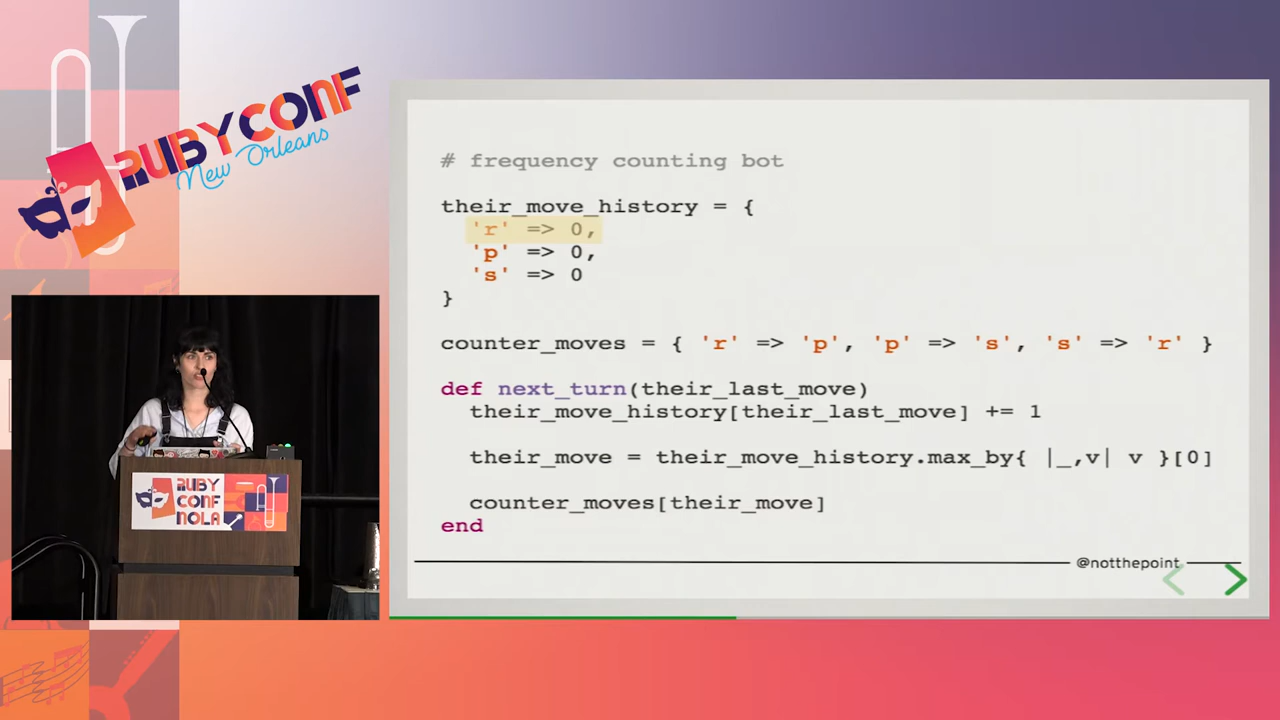 RUBYCONF
New Orleans
# frequency counting bot
their_move_history = {
'r' => 0,
'p' => 0,
's' => 0
}
counter_moves = { 'r' => 'p', 'p' => 's', 's' => 'r' }
def next_turn(their_last_move)
their_move_history[their_last_move] += 1
their_move = their_move_history.max_by{ |_,v| v }[0]
counter_moves[their_move]
end
@notthepoint
RUBY
CONF
NOLA